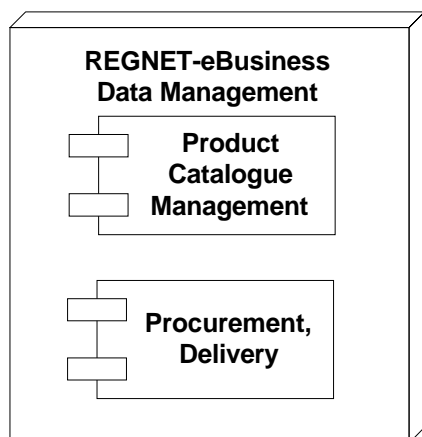 REGNET-eBusiness
Data Management
Product
Catalogue
Management
Procurement,
Delivery